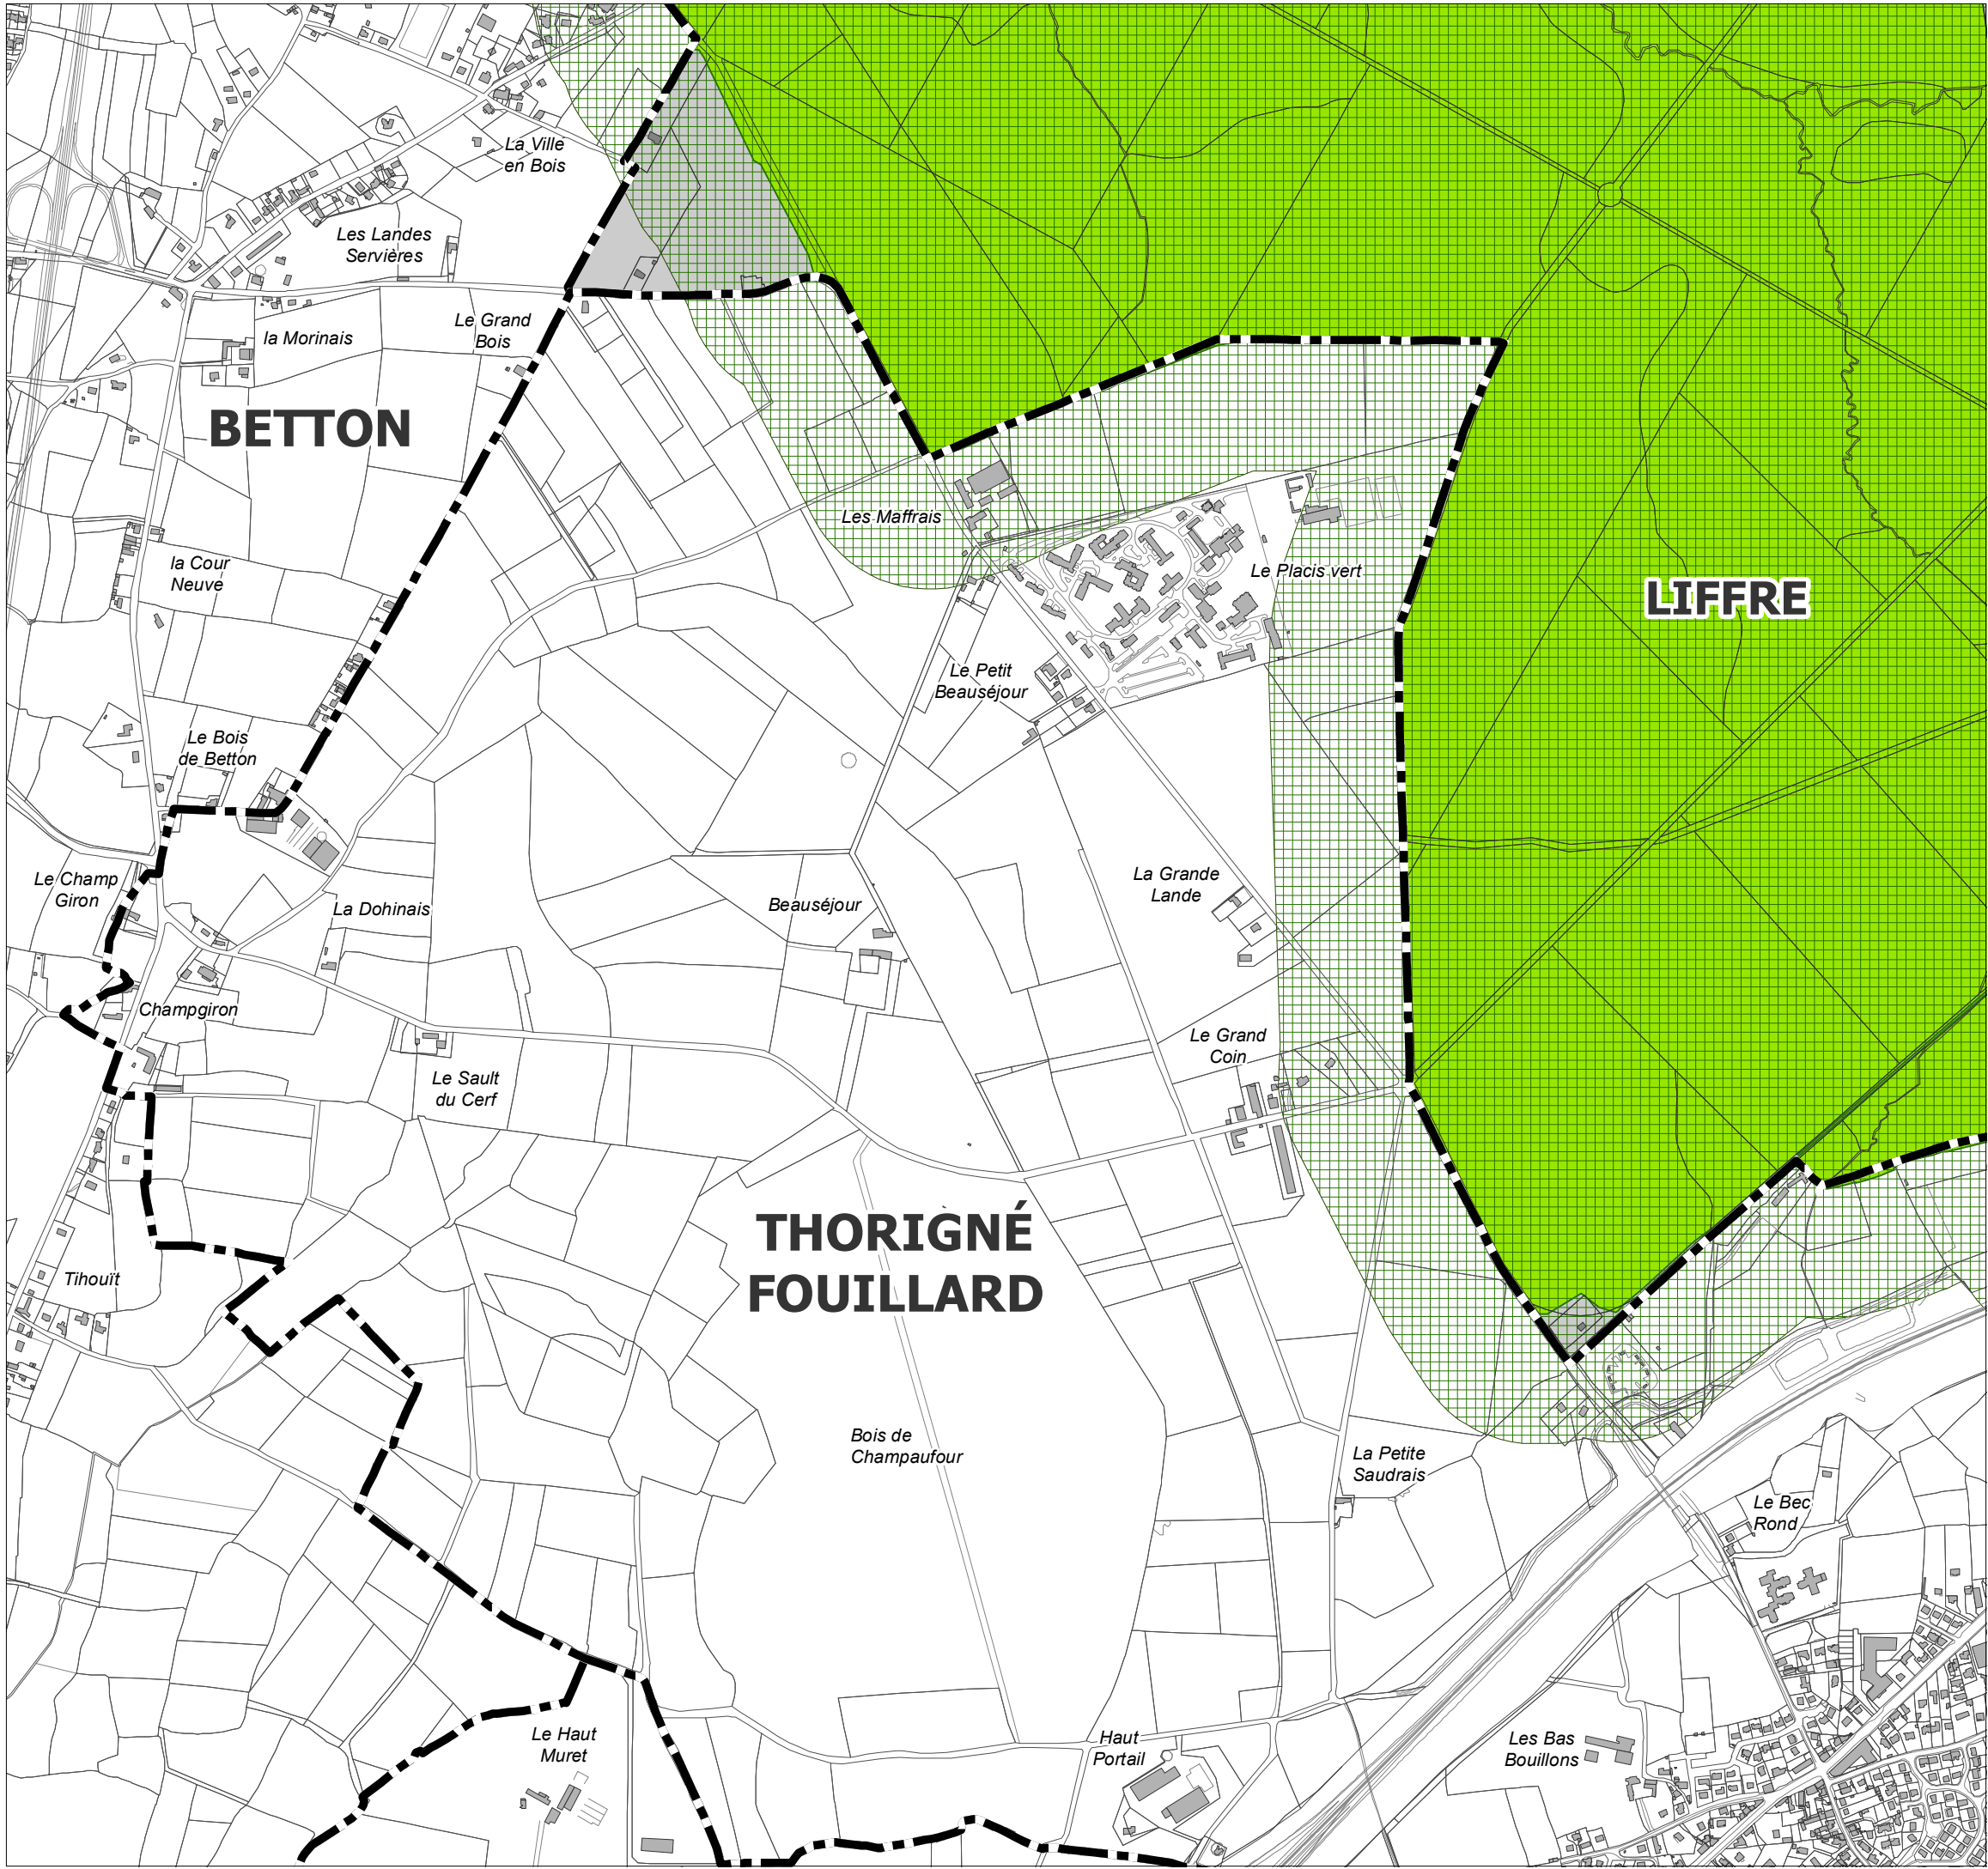 La Ville
en Bois
Les Landes
Servières
Le Grand
Bois
la Morinais
BETTON
Les Maffrais
la Cour
Neuve
Le Placis vert
LIFFRE
Le Petit
Beauséjour
Le Bois
de Betton
Le Champ
Giron
La Dohinais
Beauséjour
La Grande
Lande
Champgiron
Le Grand
Coin
Le Sault
du Cerf
THORIGNÉ
FOUILLARD
Tihouït
Bois de
Champaufour
La Petite
Saudrais
Le Bec
Rond
Le Haut
Muret
Haut
Portail
Les Bas
Bouillons